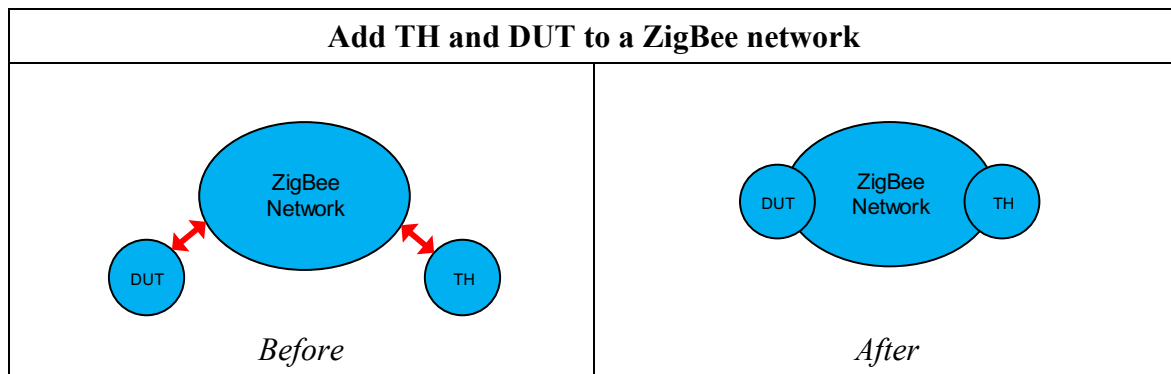 Add TH and DUT to a ZigBee network
ZigBee
Network
DUT
TH
Before
ZigBee
Network
DUT
TH
After